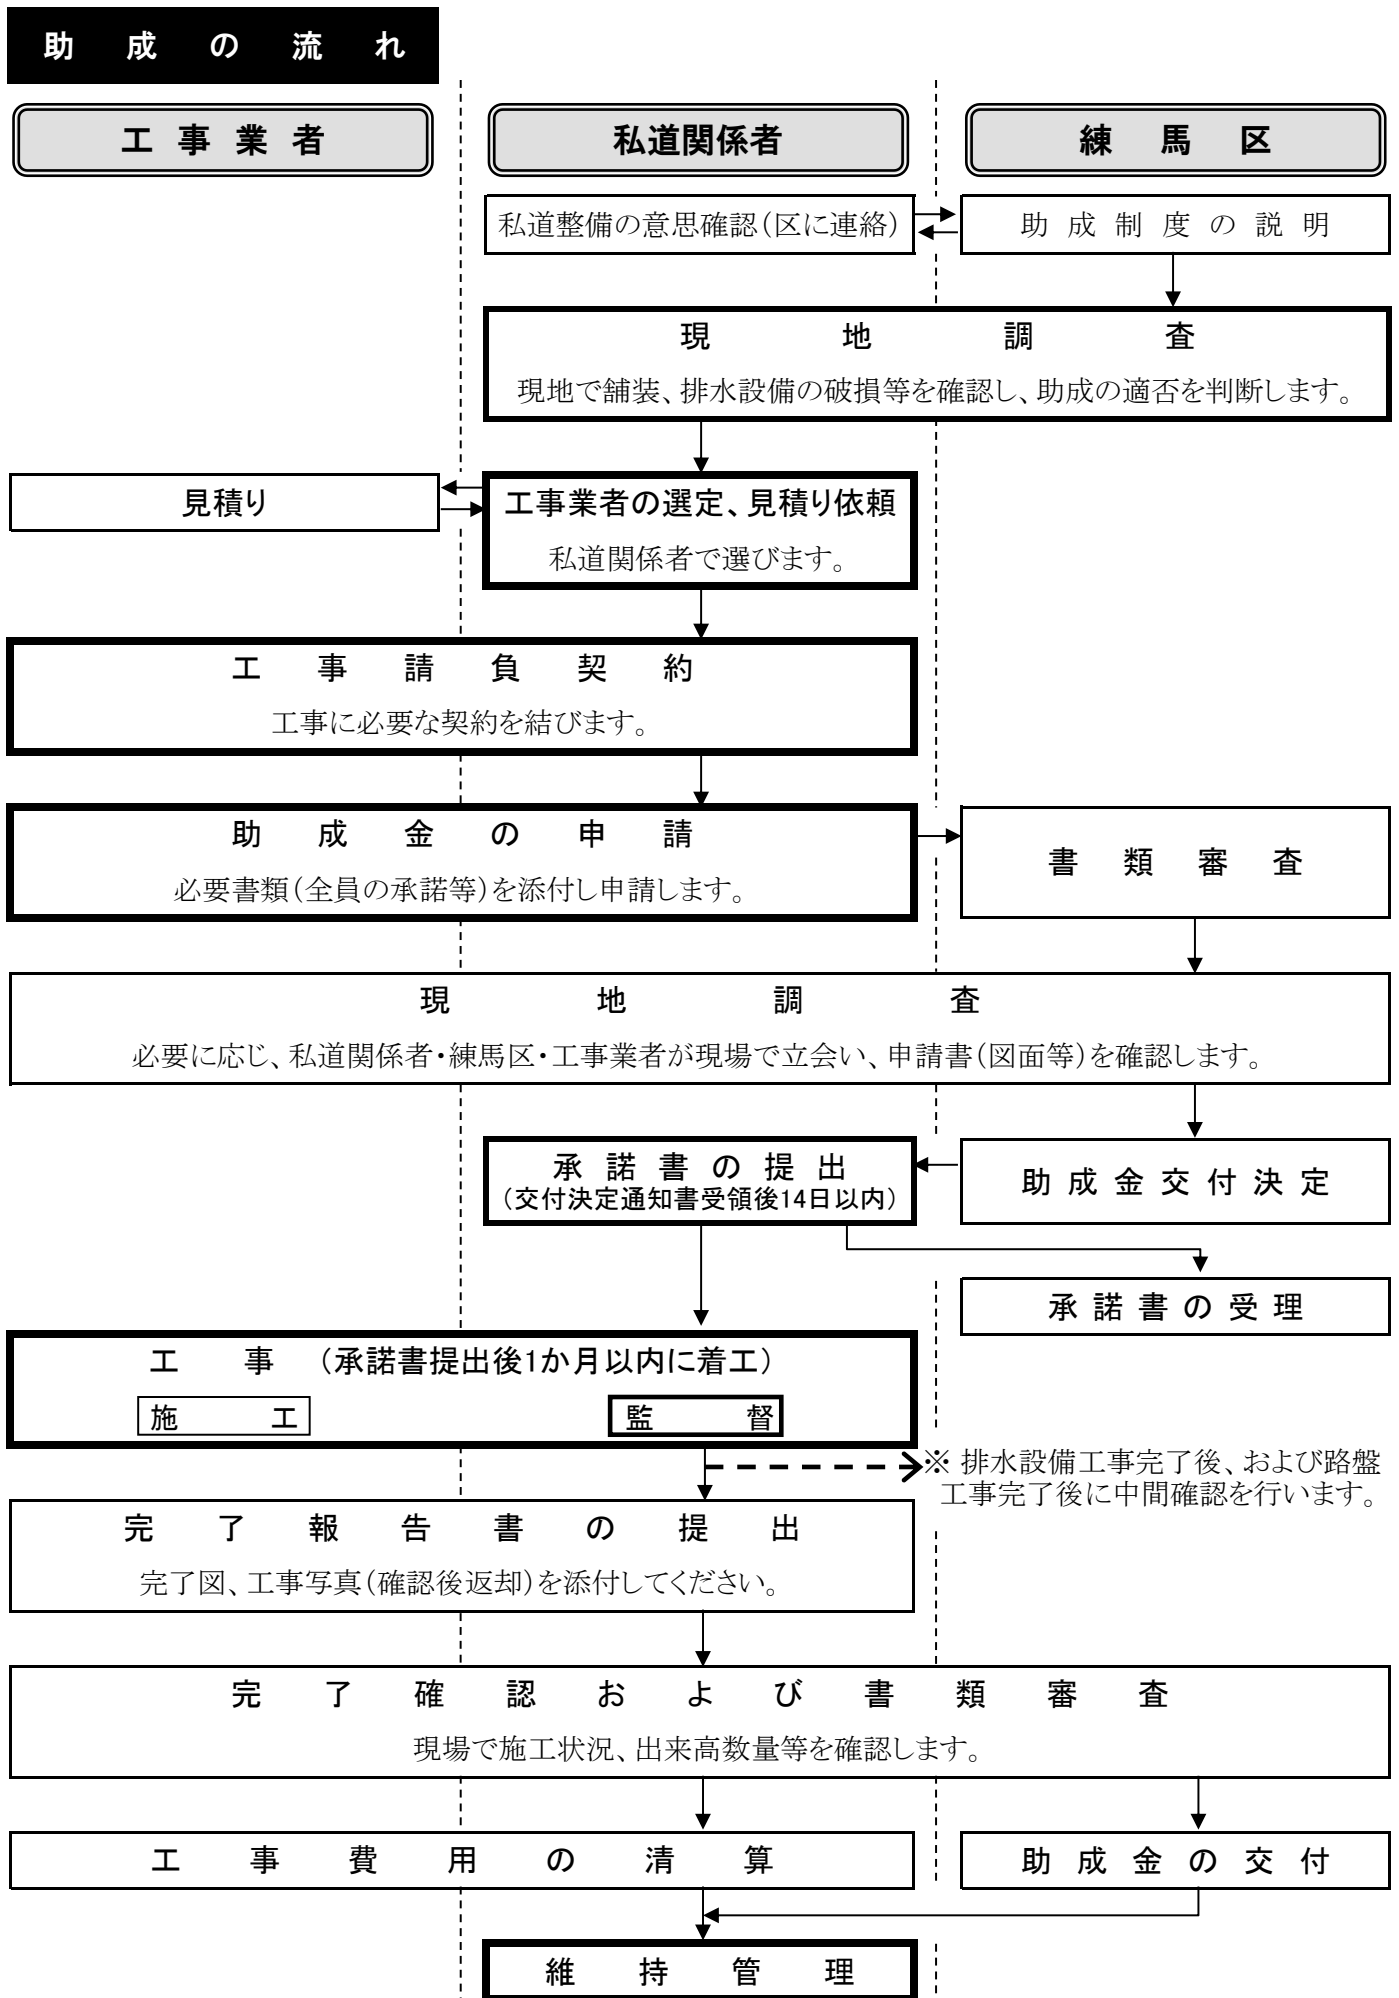 助成の流れ
工事業者
私道関係者
練馬区
私道整備の意思確認(区に連絡)
助成制度の説明
現地調査
現地で舗装、排水設備の破損等を確認し、助成の適否を判断します。
見積り
工事業者の選定、見積り依頼
私道関係者で選びます。
工事請負契約
工事に必要な契約を結びます。
助成金の申請
必要書類(全員の承諾等)を添付し申請します。
書類審査
現地調査
必要に応じ、私道関係者・練馬区・工事業者が現場で立会い、申請書(図面等)を確認します。
承諾書の提出
(交付決定通知書受領後14日以内)
助成金交付決定
承諾書の受理
工事(承諾書提出後1か月以内に着工)
施工
監督
※ 排水設備工事完了後、および路盤
工事完了後に中間確認を行います。
完了報告書の提出
完了図、工事写真(確認後返却)を添付してください。
完了確認および書類審査
現場で施工状況、出来高数量等を確認します。
工事費用の清算
助成金の交付
維持管理